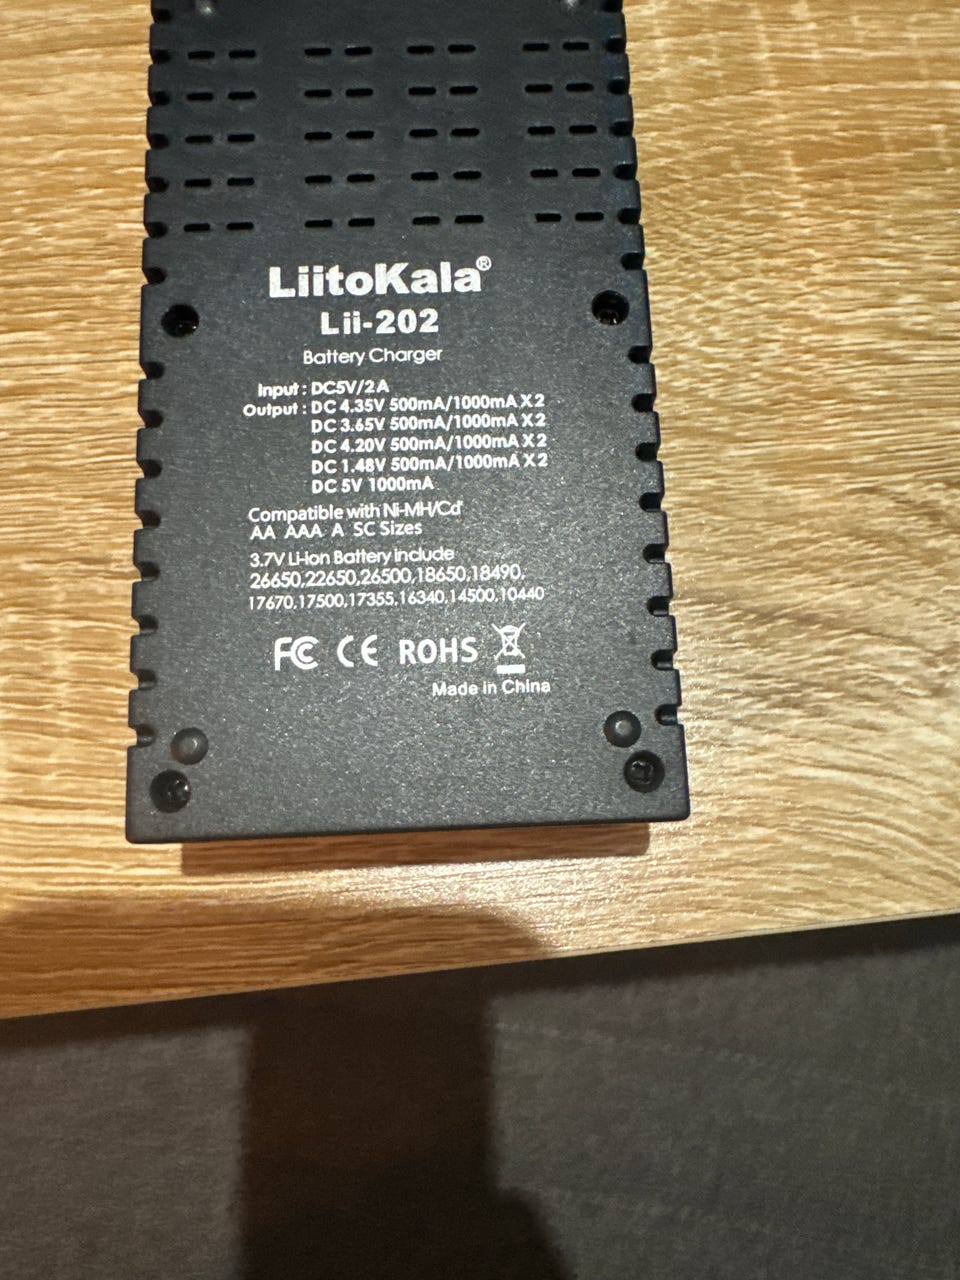 LiitoKala®
Lii-202
Battery Charger
Input : DC5V/2A
Output : DC 4.35V 500mA/1000mA X2
DC 3.65V 500mA/1000mA X2
DC 4.20V 500mA/1000mA X2
DC 1.48V 500mA/1000mA X2
DC 5V 1000mA
Compatible with Ni-MH/Cd'
AA AAA A SC Sizes
3.7V Li-ion Battery include
26650,22650,26500,18650,18490,
17670,17500,17355,16340,14500,10440
FC CE ROHS
Made in China